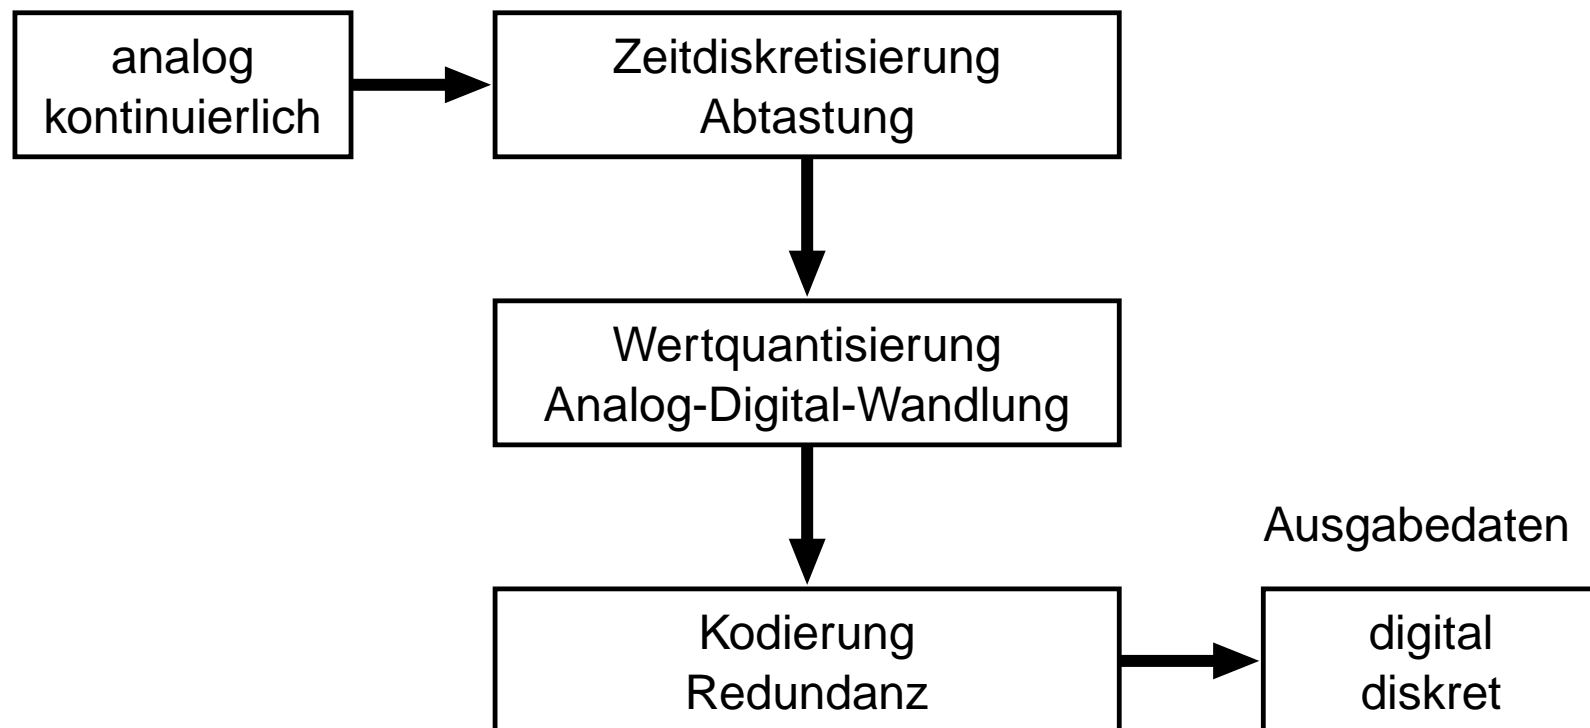 analog
kontinuierlich
Zeitdiskretisierung
Abtastung
Wertquantisierung
Analog-Digital-Wandlung
Kodierung
Redundanz
Ausgabedaten
digital
diskret